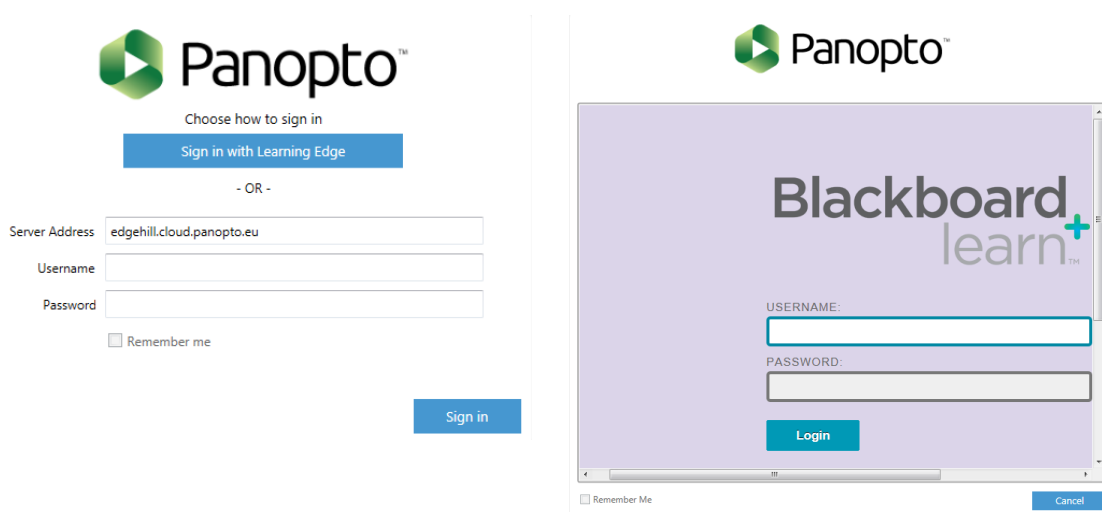 Panopto™
Choose how to sign in
Sign in with Learning Edge
- OR -
Server Address edgehill.cloud.panopto.eu
Username
Password
Remember me
Sign in
Panopto™
Blackboard
learn™
USERNAME:
PASSWORD:
Login
Remember Me
Cancel